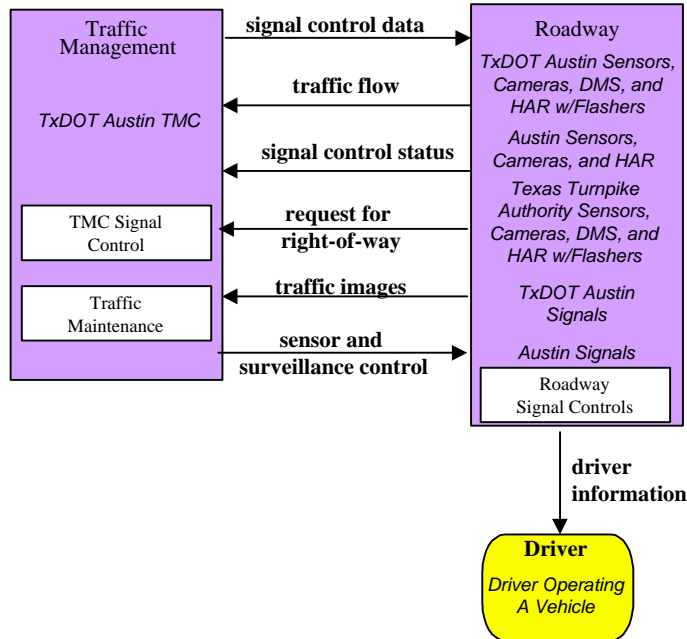 Traffic
Management
TxDOT Austin TMC
TMC Signal
Control
Traffic
Maintenance
signal control data
traffic flow
signal control status
request for
right-of-way
traffic images
sensor and
surveillance control
Roadway
TxDOT Austin Sensors,
Cameras, DMS, and
HAR w/Flashers
Austin Sensors,
Cameras, and HAR
Texas Turnpike
Authority Sensors,
Cameras, DMS, and
HAR w/Flashers
TxDOT Austin
Signals
Austin Signals
Roadway
Signal Controls
driver
information
Driver
Driver Operating
A Vehicle